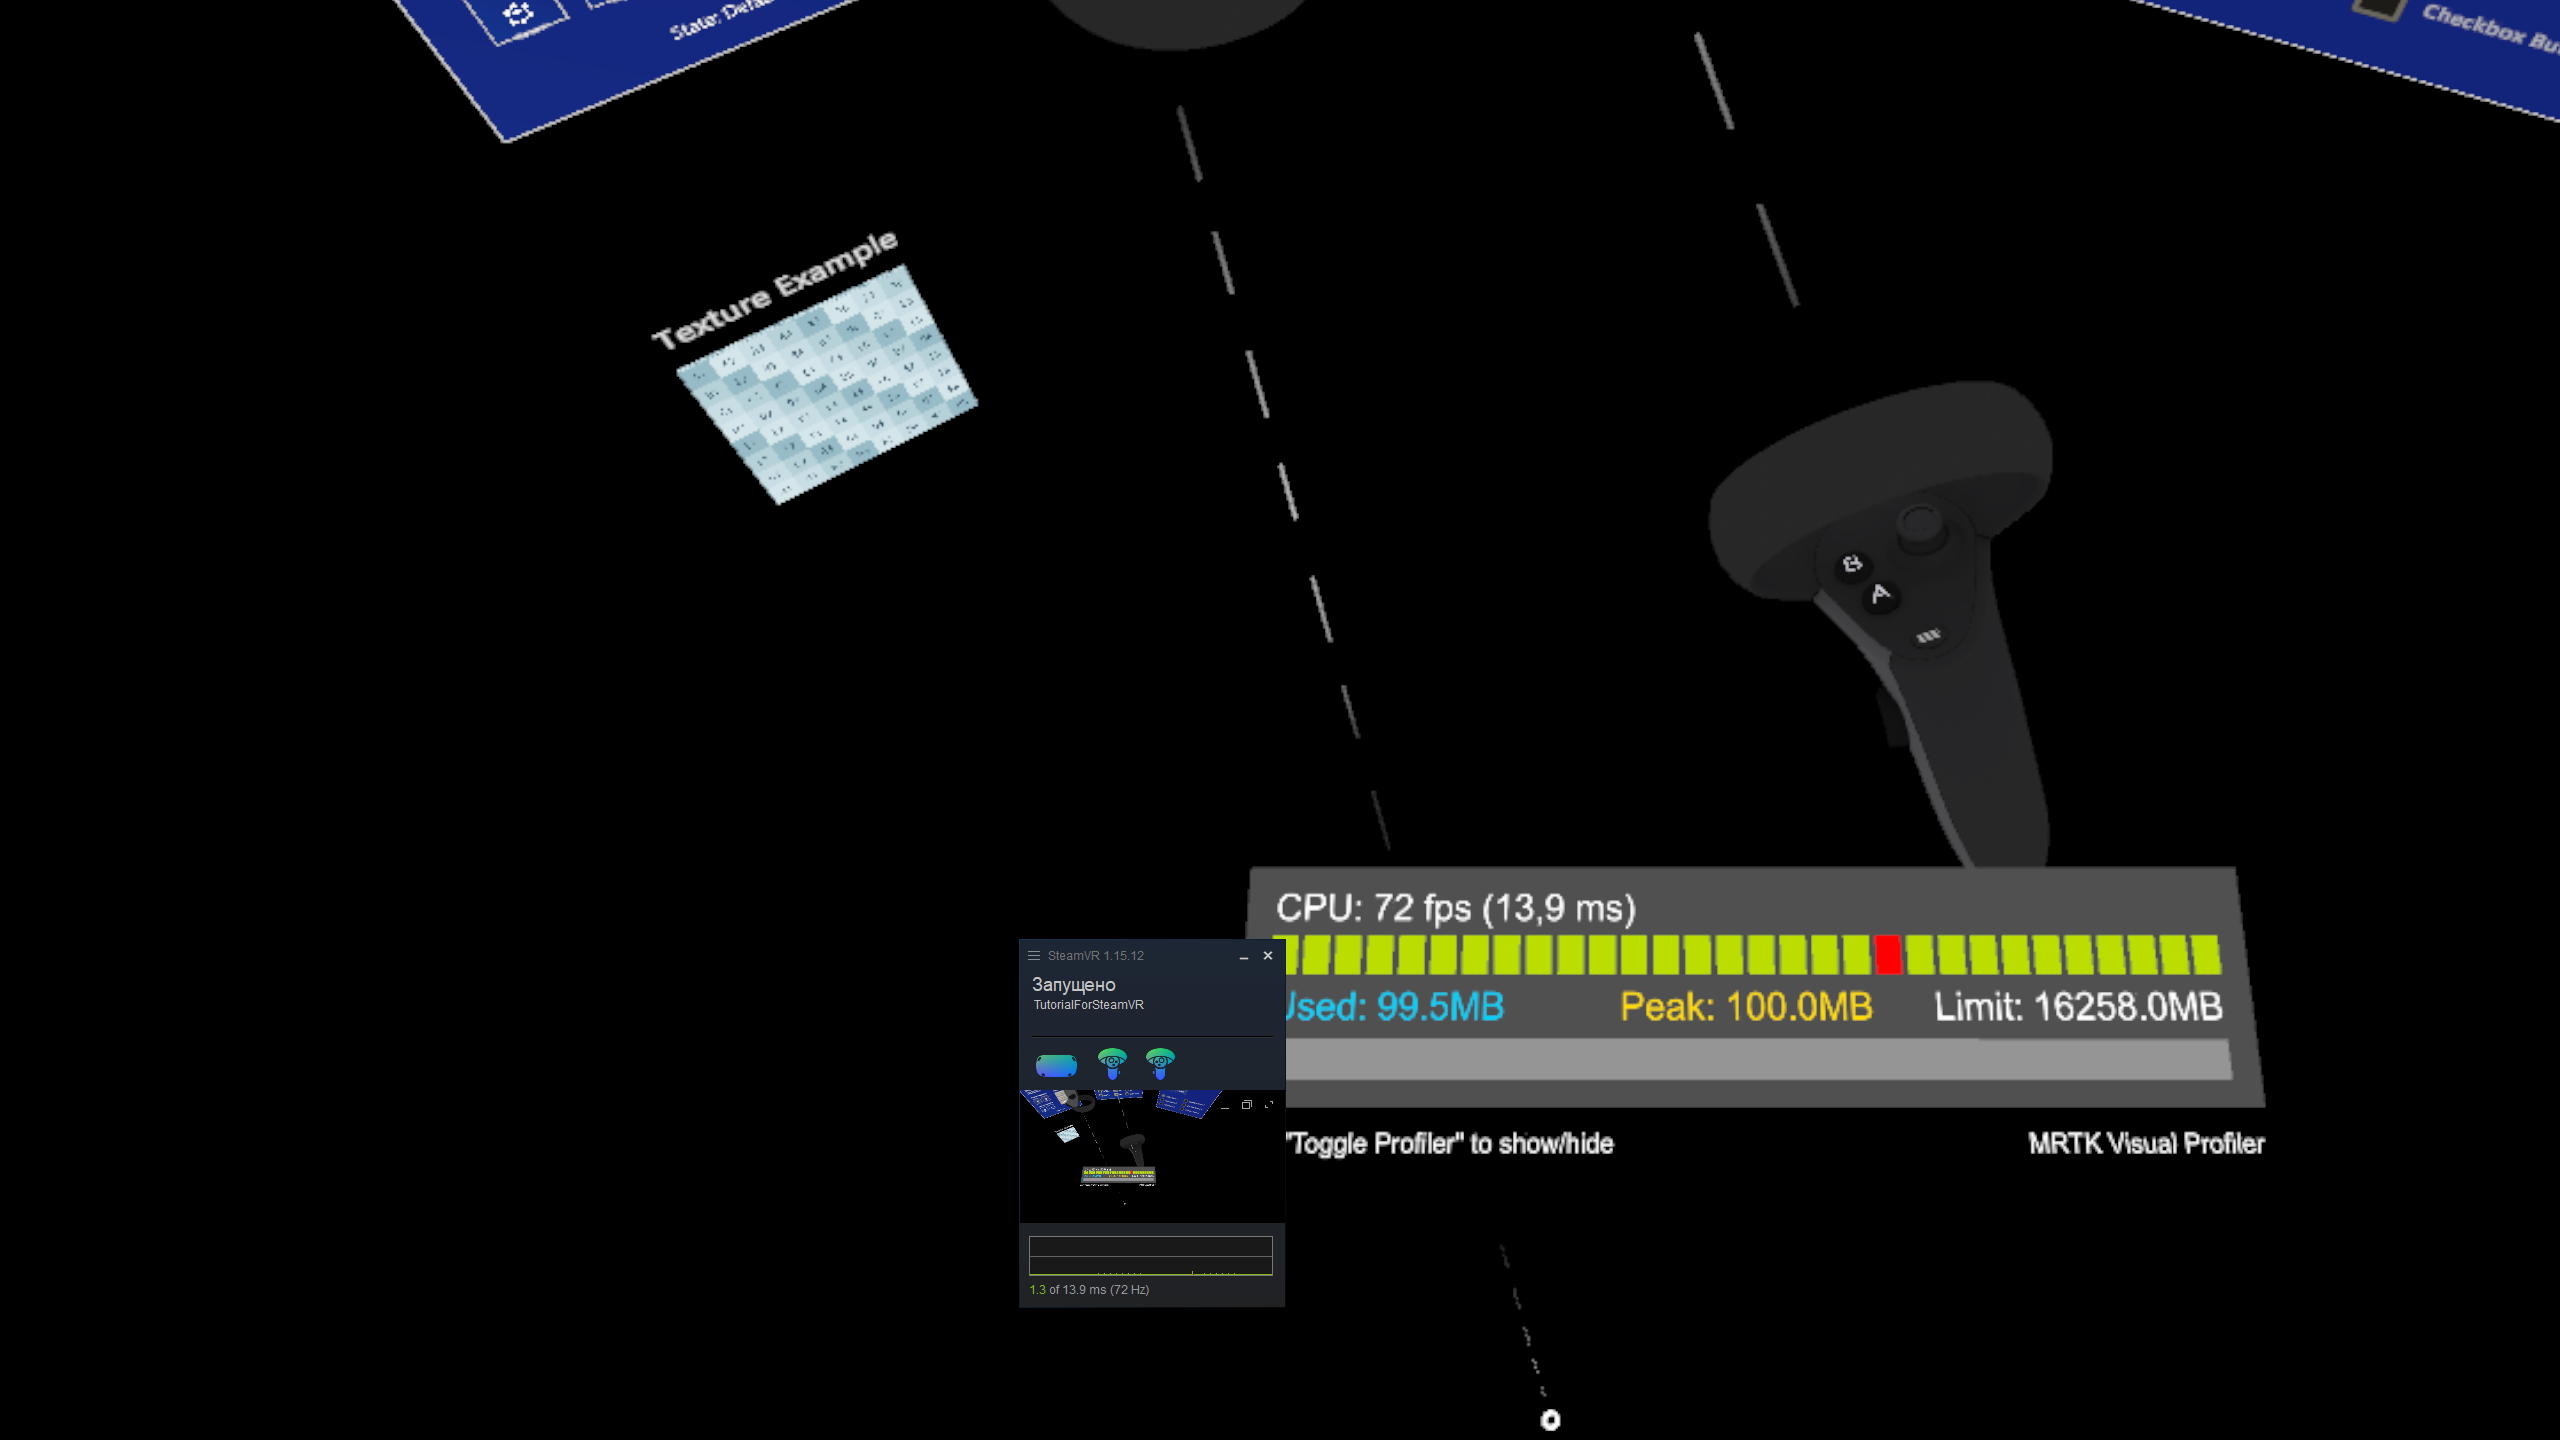 State: Defau
Checkbox Bu
Texture Example
B
A
CPU: 72 fps (13,9 ms)
SteamVR 1.15.12
Запущено
TutorialForSteamVR
Used: 99.5MB Peak: 100.0MB Limit: 16258.0MB
"Toggle Profiler" to show/hide MRTK Visual Profiler
1.3 of 13.9 ms (72 Hz)